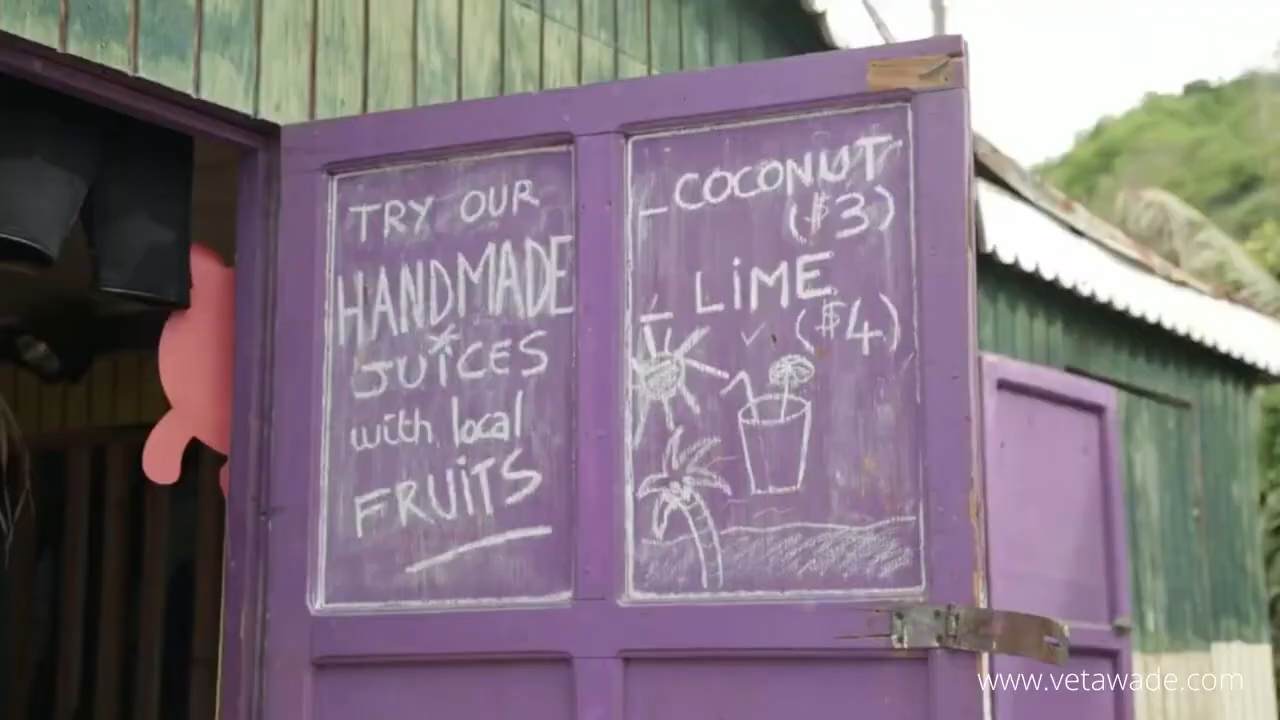 TRY OUR
HANDMADE
JUICES
with local
FRUITS
COCONUT
($3)
LIME
($4)
www.vetawade.com